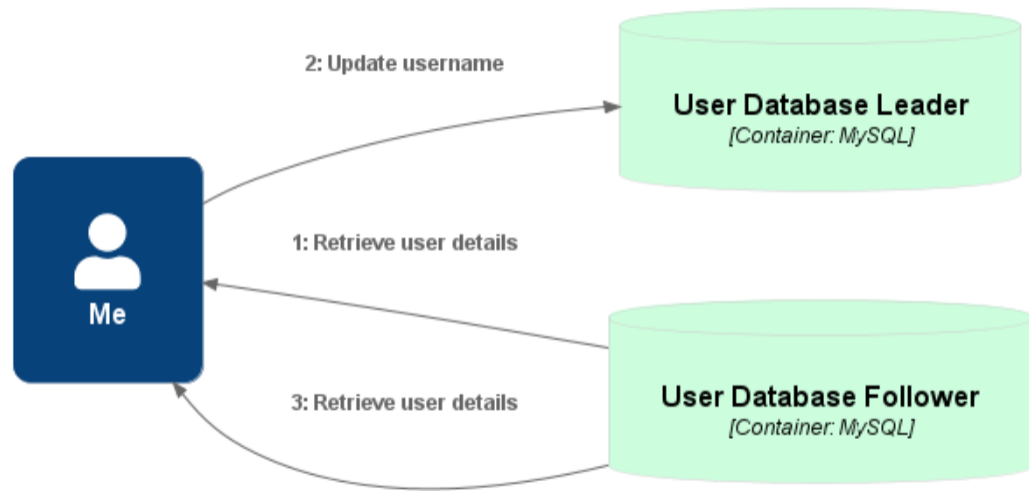 2: Update username
User Database Leader
[Container: MySQL]
1: Retrieve user details
Me
3: Retrieve user details
User Database Follower
[Container: MySQL]